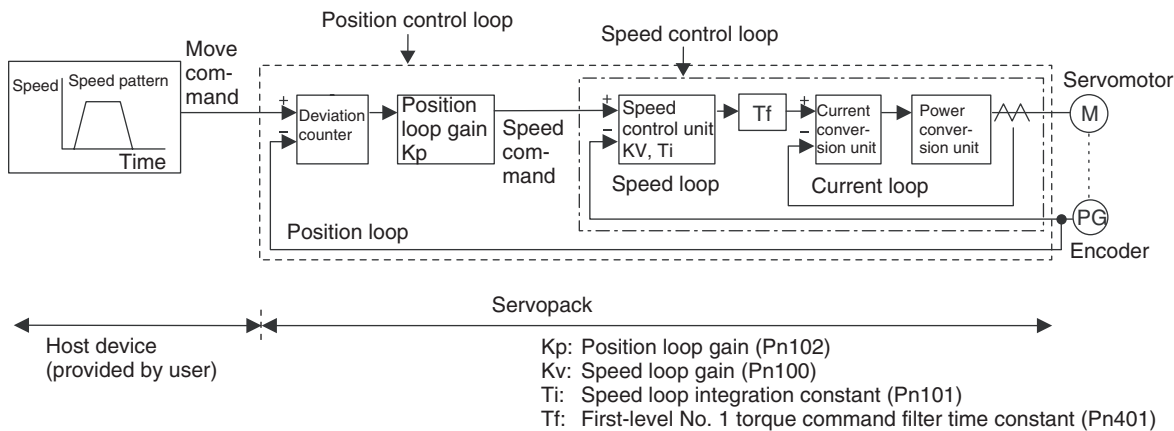 Position control loop
Speed control loop
Move
com-
mand
Servomotor
Speed
Speed pattern
Time
+
−
Deviation
counter
Position
loop gain
Kp
Speed
com-
mand
+
−
Speed
control unit
KV, Ti
Tf
+
−
Current
conver-
sion unit
Power
conver-
sion unit
M
Speed loop
Current loop
PG
Position loop
Encoder
Servopack
Host device
(provided by user)
Kp: Position loop gain (Pn102)
Kv: Speed loop gain (Pn100)
Ti: Speed loop integration constant (Pn101)
Tf: First-level No. 1 torque command filter time constant (Pn401)